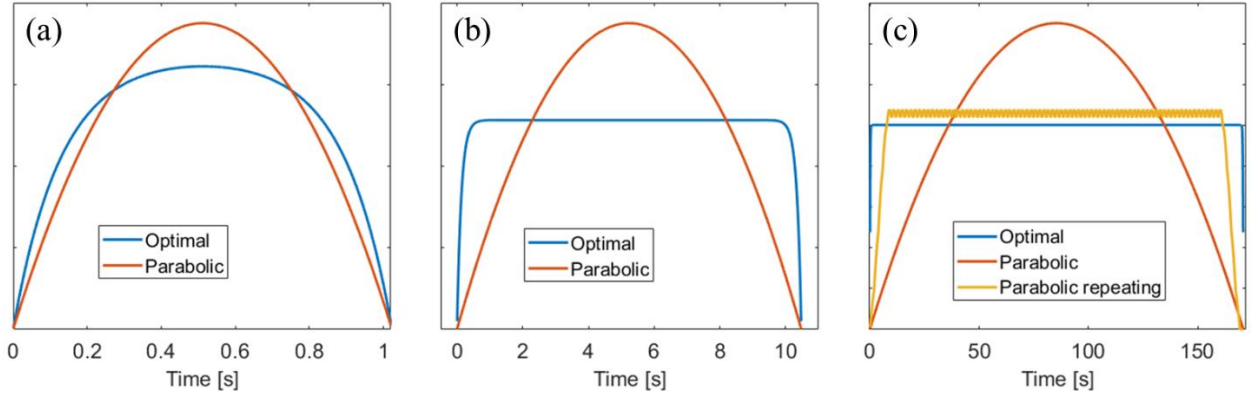 (a)
Optimal
Parabolic
0 0.2 0.4 0.6 0.8 1
Time [s]
(b)
Optimal
Parabolic
0 2 4 6 8 10
Time [s]
(c)
Optimal
Parabolic
Parabolic repeating
0 50 100 150
Time [s]